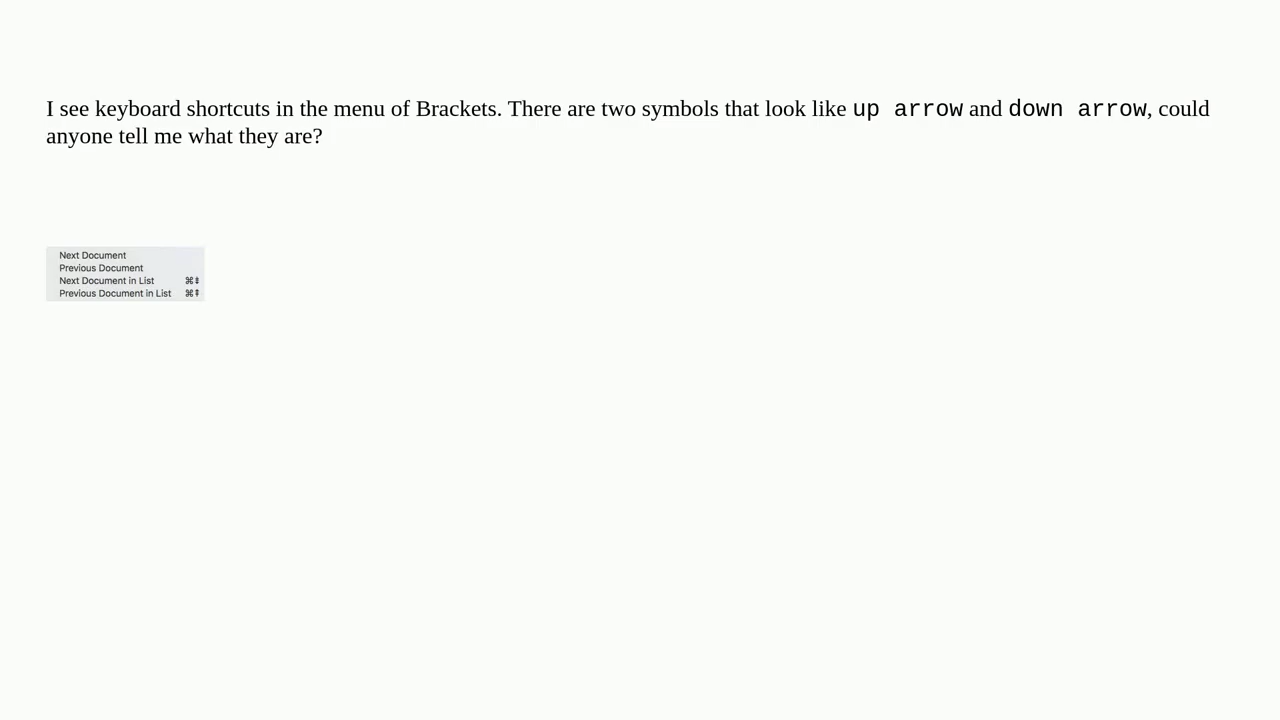 I see keyboard shortcuts in the menu of Brackets. There are two symbols that look like up arrow and down arrow, could
anyone tell me what they are?
Next Document
Previous Document
Next Document in List ⌘⇟
Previous Document in List ⌘⇞